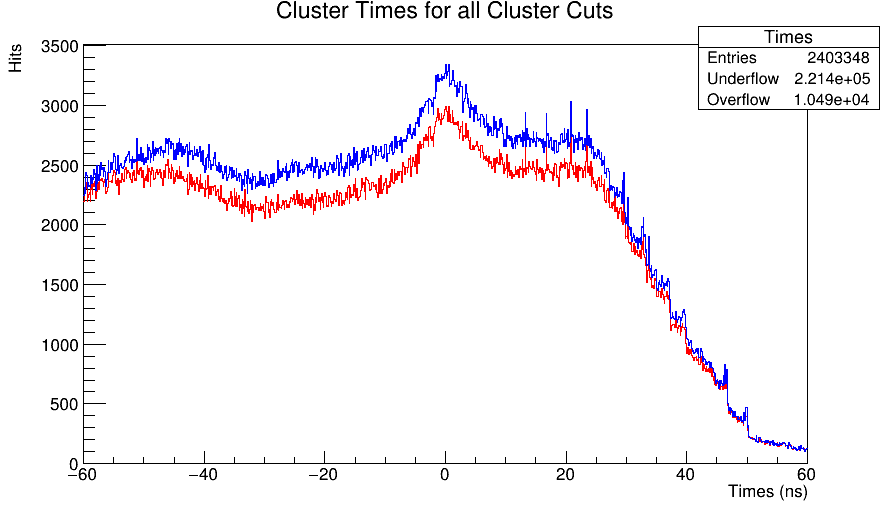 Cluster Times for all Cluster Cuts
Hits
Times
Entries 2403348
Underflow 2.214e+05
Overflow 1.049e+04
3500
3000
2500
2000
1500
1000
500
0
−60 −40 −20 0 20 40 60
Times (ns)